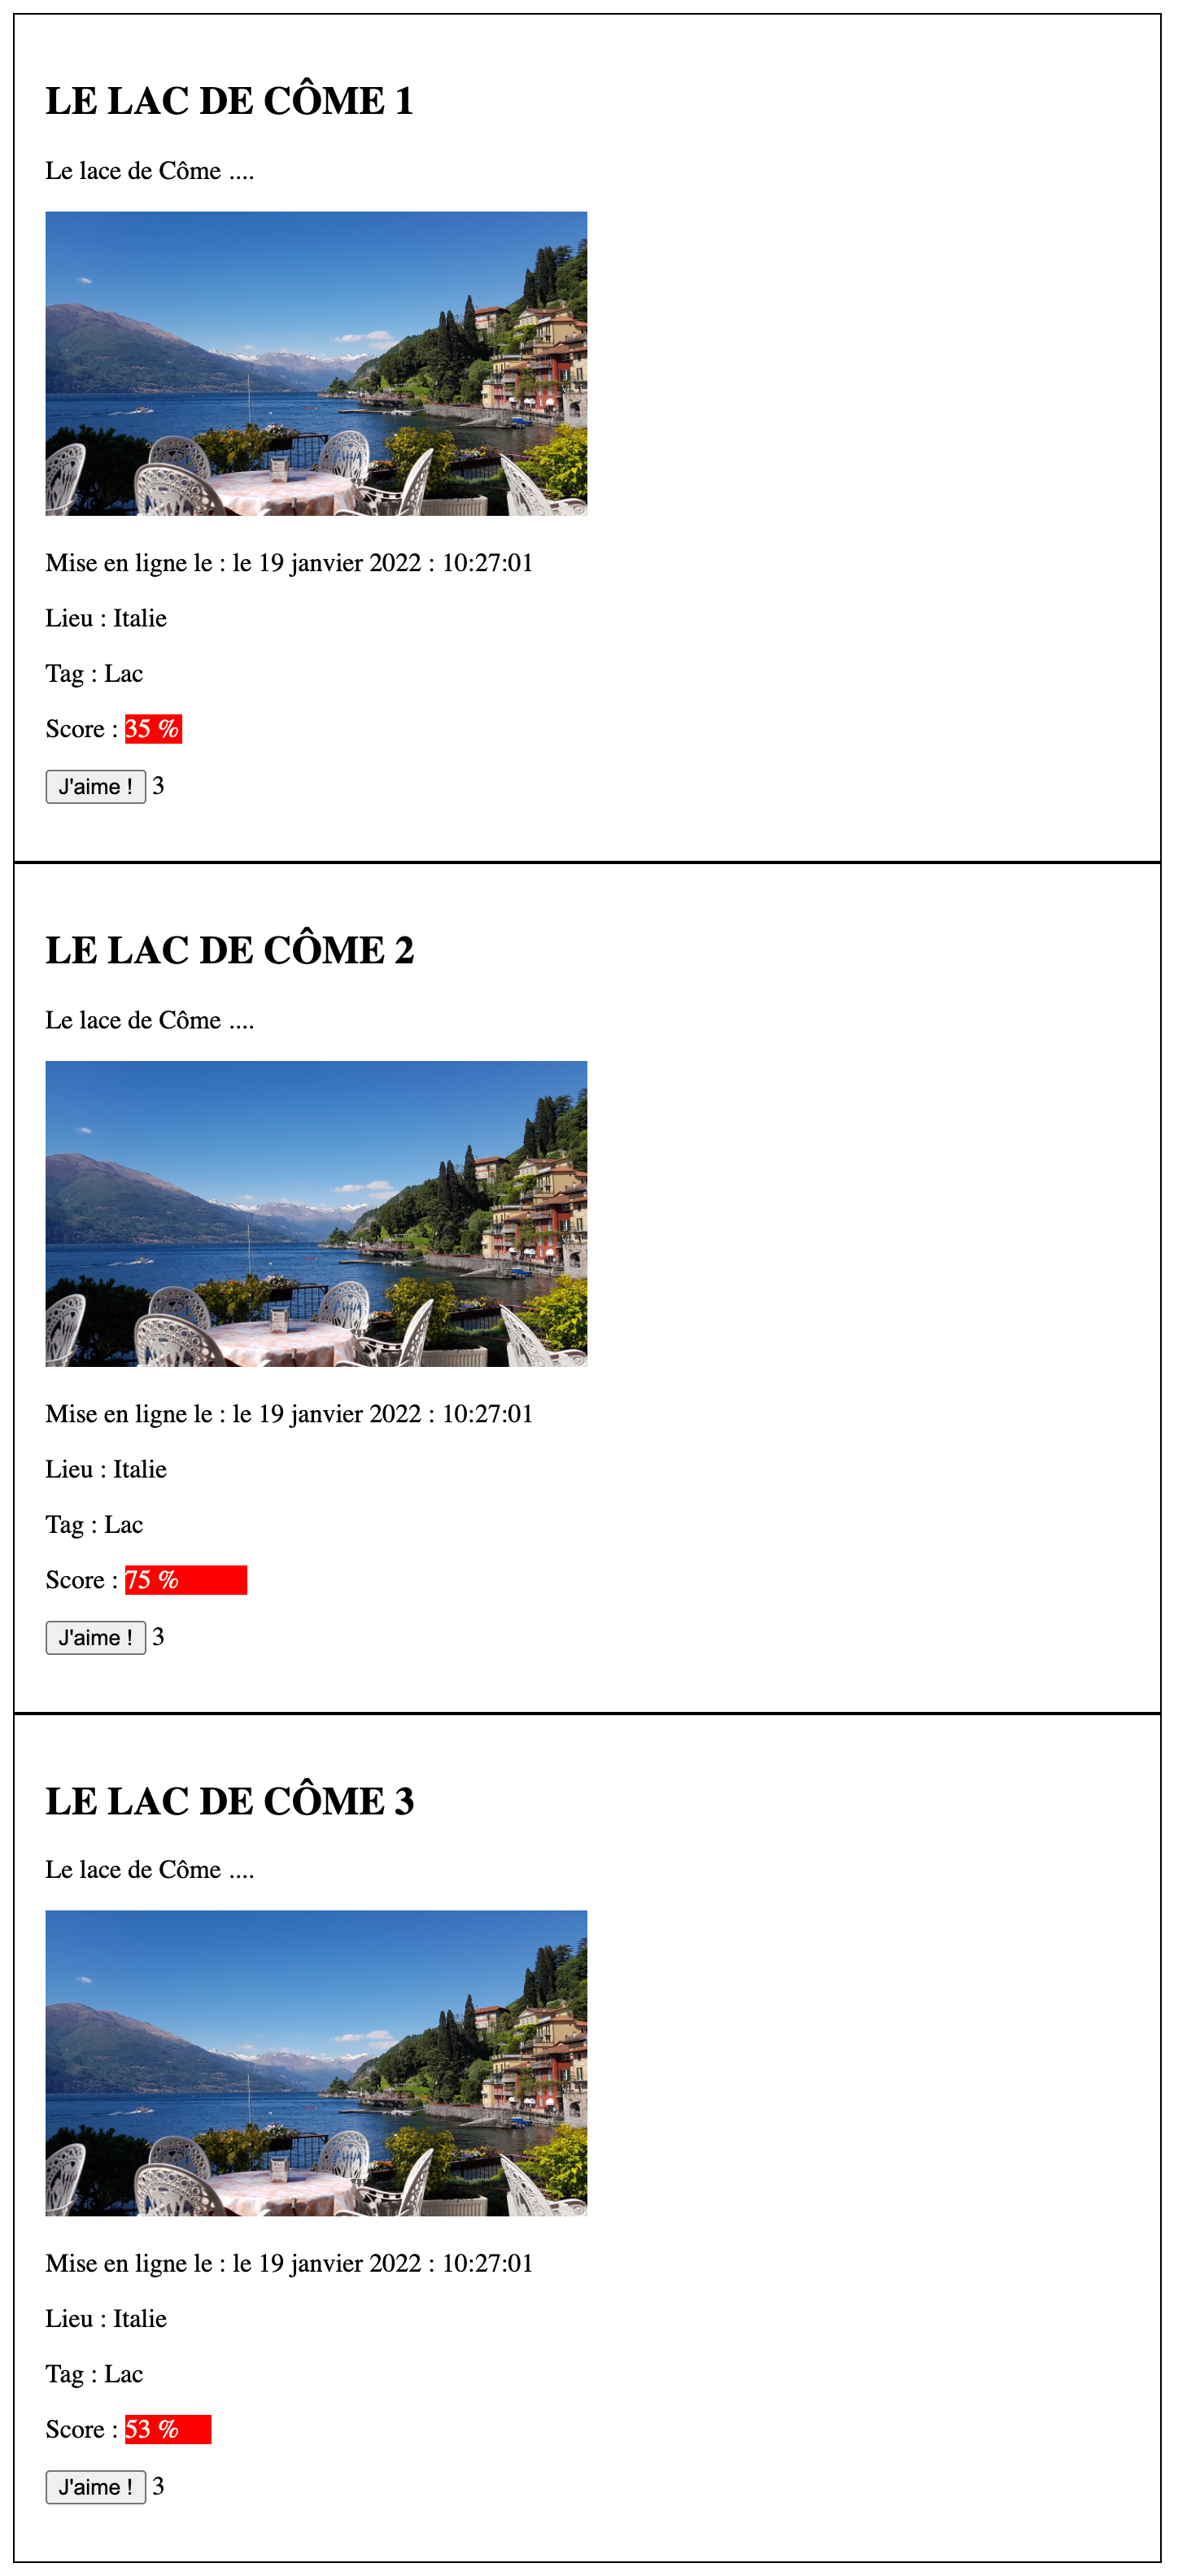 LE LAC DE CÔME 1
Le lace de Côme ....
Mise en ligne le : le 19 janvier 2022 : 10:27:01
Lieu : Italie
Tag : Lac
Score : 35 %
J'aime ! 3
LE LAC DE CÔME 2
Le lace de Côme ....
Mise en ligne le : le 19 janvier 2022 : 10:27:01
Lieu : Italie
Tag : Lac
Score : 75 %
J'aime ! 3
LE LAC DE CÔME 3
Le lace de Côme ....
Mise en ligne le : le 19 janvier 2022 : 10:27:01
Lieu : Italie
Tag : Lac
Score : 53 %
J'aime ! 3